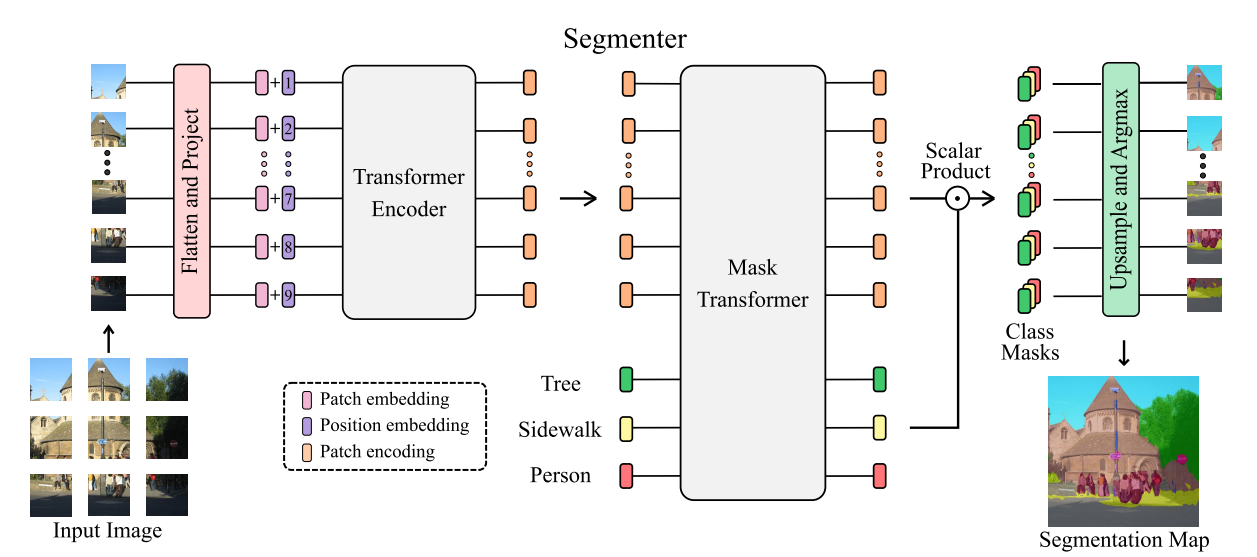 Segmenter
Flatten and Project
+ 1
+ 2
+ 7
+ 8
+ 9
Transformer
Encoder
Mask
Transformer
Scalar
Product
Upsample and Argmax
Class
Masks
Tree
Sidewalk
Person
Patch embedding
Position embedding
Patch encoding
Input Image
Segmentation Map